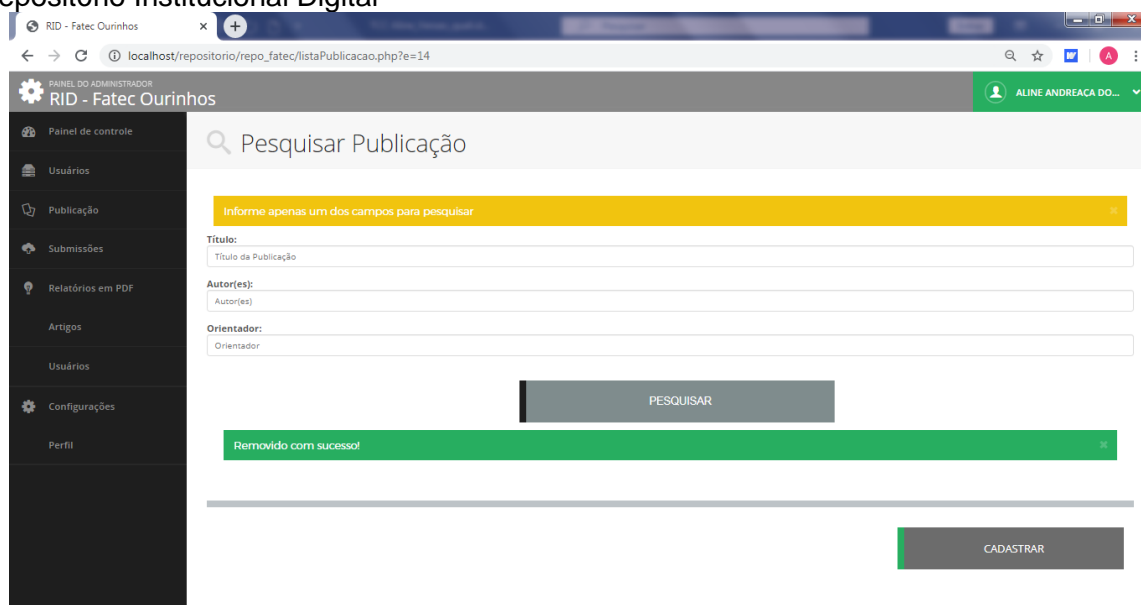 epositório Institucional Digital
RID - Fatec Ourinhos
localhost/repositorio/repo_fatec/listaPublicacao.php?e=14
A
PAINEL DO ADMINISTRADOR
RID - Fatec Ourinhos
ALINE ANDREAÇA DO...
Painel de controle
Usuários
Publicação
Submissões
Relatórios em PDF
Artigos
Usuários
Configurações
Perfil
Pesquisar Publicação
Informe apenas um dos campos para pesquisar
Título:
Título da Publicação
Autor(es):
Autor(es)
Orientador:
Orientador
PESQUISAR
Removido com sucesso!
CADASTRAR